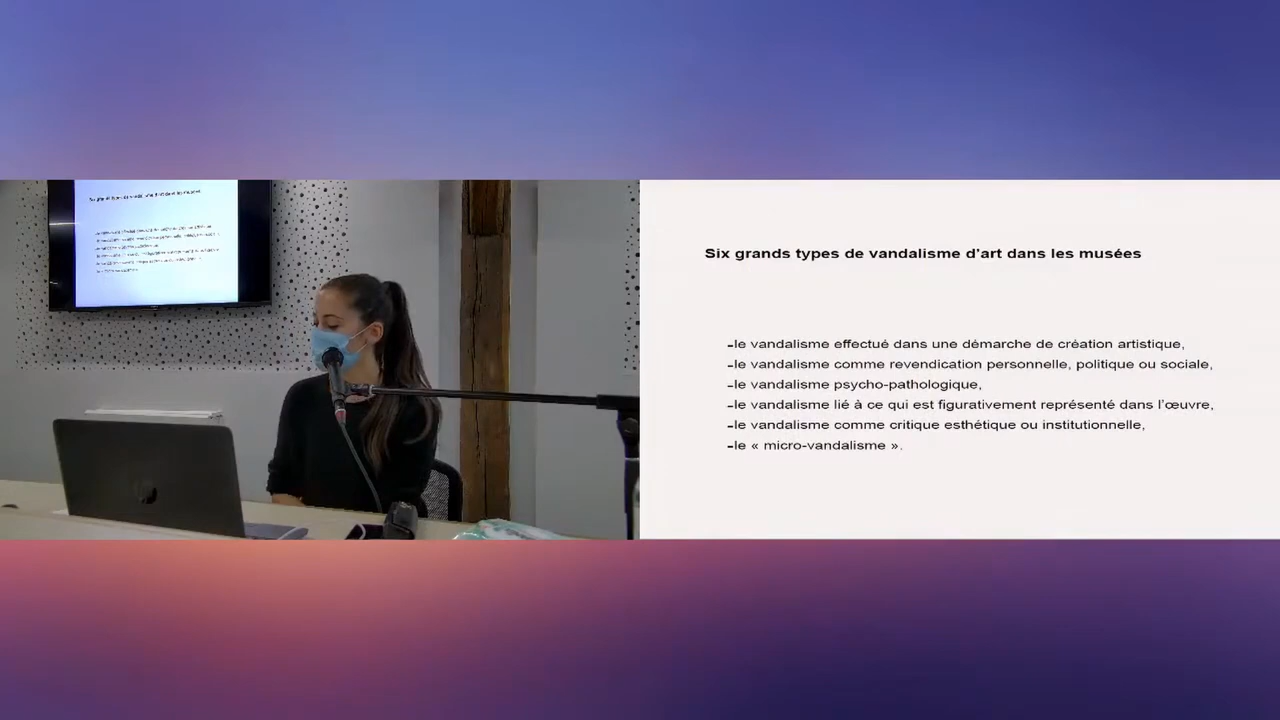 Six grands types de vandalisme d'art dans les musées
-le vandalisme effectué dans une démarche de création artistique,
-le vandalisme comme revendication personnelle, politique ou sociale,
-le vandalisme psycho-pathologique,
-le vandalisme lié à ce qui est figurativement représenté dans l'œuvre,
-le vandalisme comme critique esthétique ou institutionnelle,
-le « micro-vandalisme ».